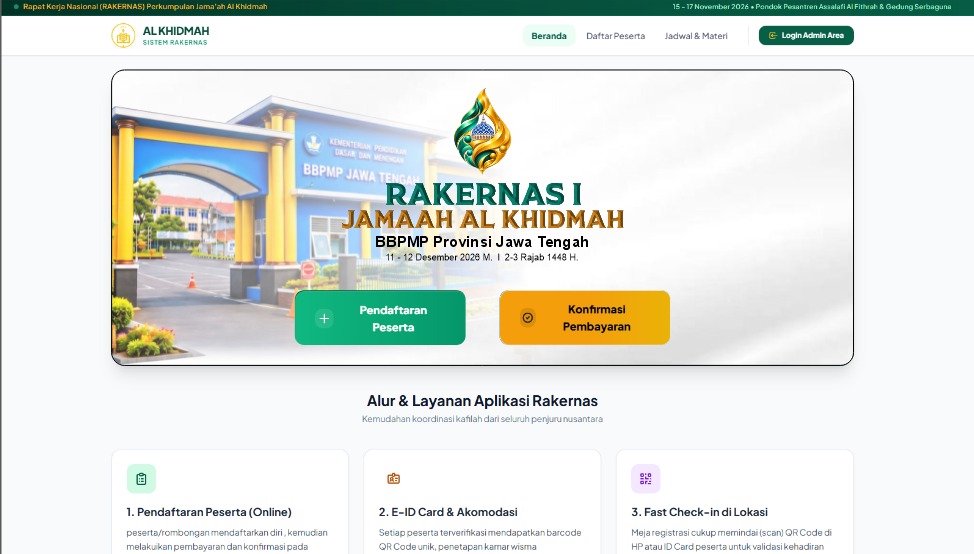 Rapat Kerja Nasional (RAKERNAS) Perkumpulan Jama'ah Al Khidmah
15 - 17 November 2026 • Pondok Pesantren Assalafi Al Fithrah & Gedung Serbaguna
AL KHIDMAH
SISTEM RAKERNAS
Beranda
Daftar Peserta
Jadwal & Materi
Login Admin Area
KEMENTERIAN PENDIDIKAN
DASAR DAN MENENGAH
BBPMP JAWA TENGAH
RAKERNAS I
JAMAAH AL KHIDMAH
BBPMP Provinsi Jawa Tengah
11 - 12 Desember 2026 M. I 2-3 Rajab 1448 H.
Pendaftaran
Peserta
Konfirmasi
Pembayaran
Alur & Layanan Aplikasi Rakernas
Kemudahan koordinasi kafilah dari seluruh penjuru nusantara
1. Pendaftaran Peserta (Online)
peserta/rombongan mendaftarkan diri , kemudian
melakuikan pembayaran dan konfirmasi pada
2. E-ID Card & Akomodasi
Setiap peserta terverifikasi mendapatkan barcode
QR Code unik, penetapan kamar wisma
3. Fast Check-in di Lokasi
Meja registrasi cukup memindai (scan) QR Code di
HP atau ID Card peserta untuk validasi kehadiran